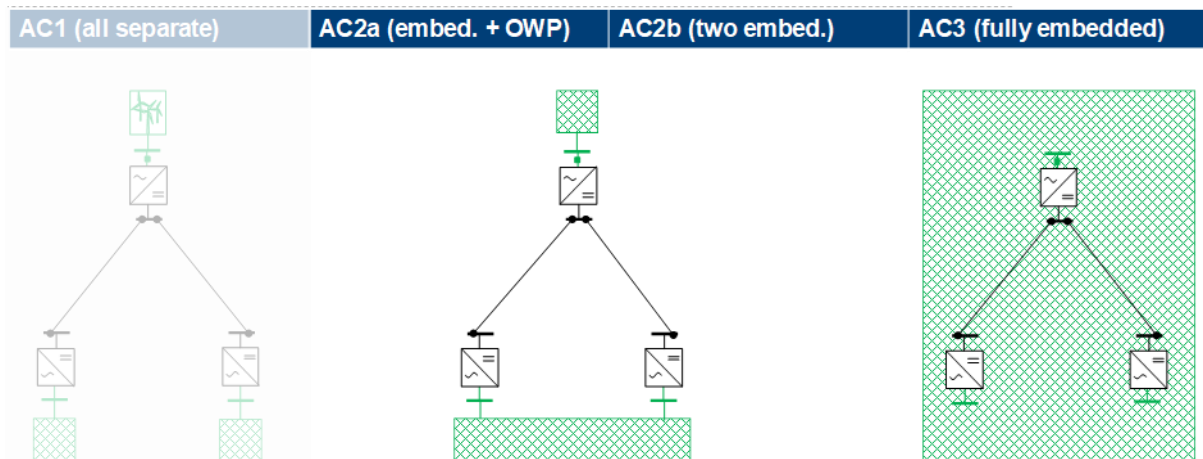 AC1 (all separate)
AC2a (embed. + OWP)
AC2b (two embed.)
AC3 (fully embedded)